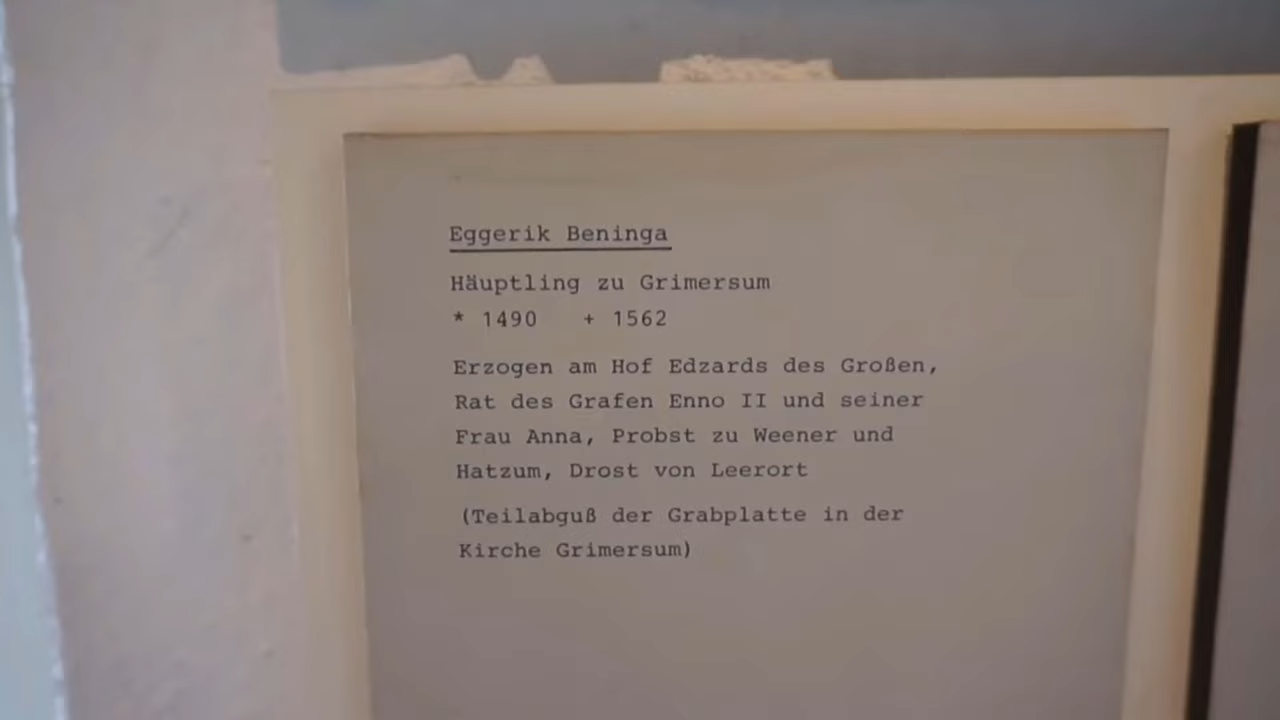 Eggerik Beninga
Häuptling zu Grimersum
* 1490 + 1562
Erzogen am Hof Edzards des Großen,
Rat des Grafen Enno II und seiner
Frau Anna, Probst zu Weener und
Hatzum, Drost von Leerort
(Teilabguß der Grabplatte in der
Kirche Grimersum)